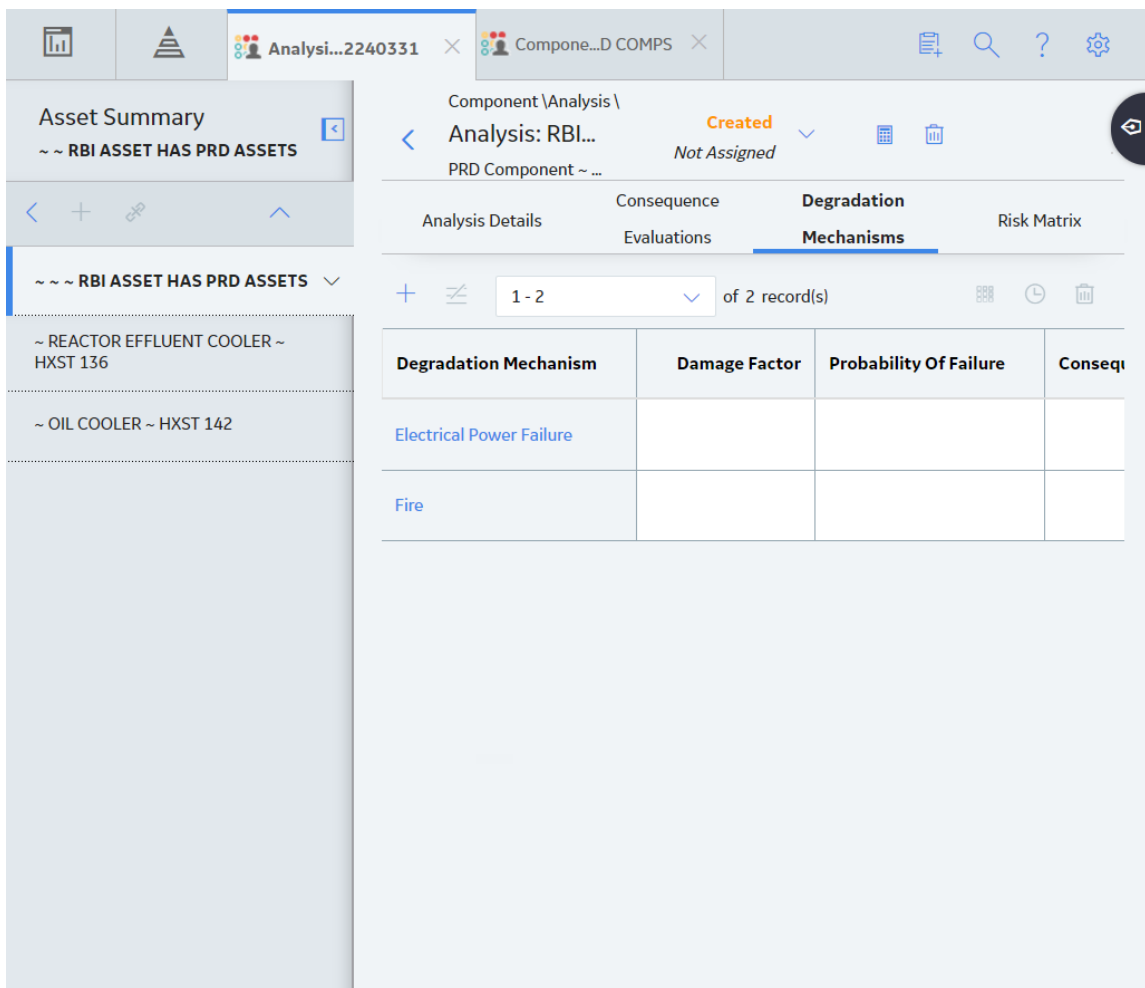 Analysi...2240331
Compone...D COMPS
Asset Summary
~ ~ RBI ASSET HAS PRD ASSETS
Component \Analysis \
Analysis: RBI...
PRD Component ~ ...
Created
Not Assigned
Analysis Details
Consequence
Evaluations
Degradation
Mechanisms
Risk Matrix
~ ~ ~ RBI ASSET HAS PRD ASSETS
~ REACTOR EFFLUENT COOLER ~
HXST 136
~ OIL COOLER ~ HXST 142
1 - 2
of 2 record(s)
Degradation Mechanism
Damage Factor
Probability Of Failure
Consequ
Electrical Power Failure
Fire